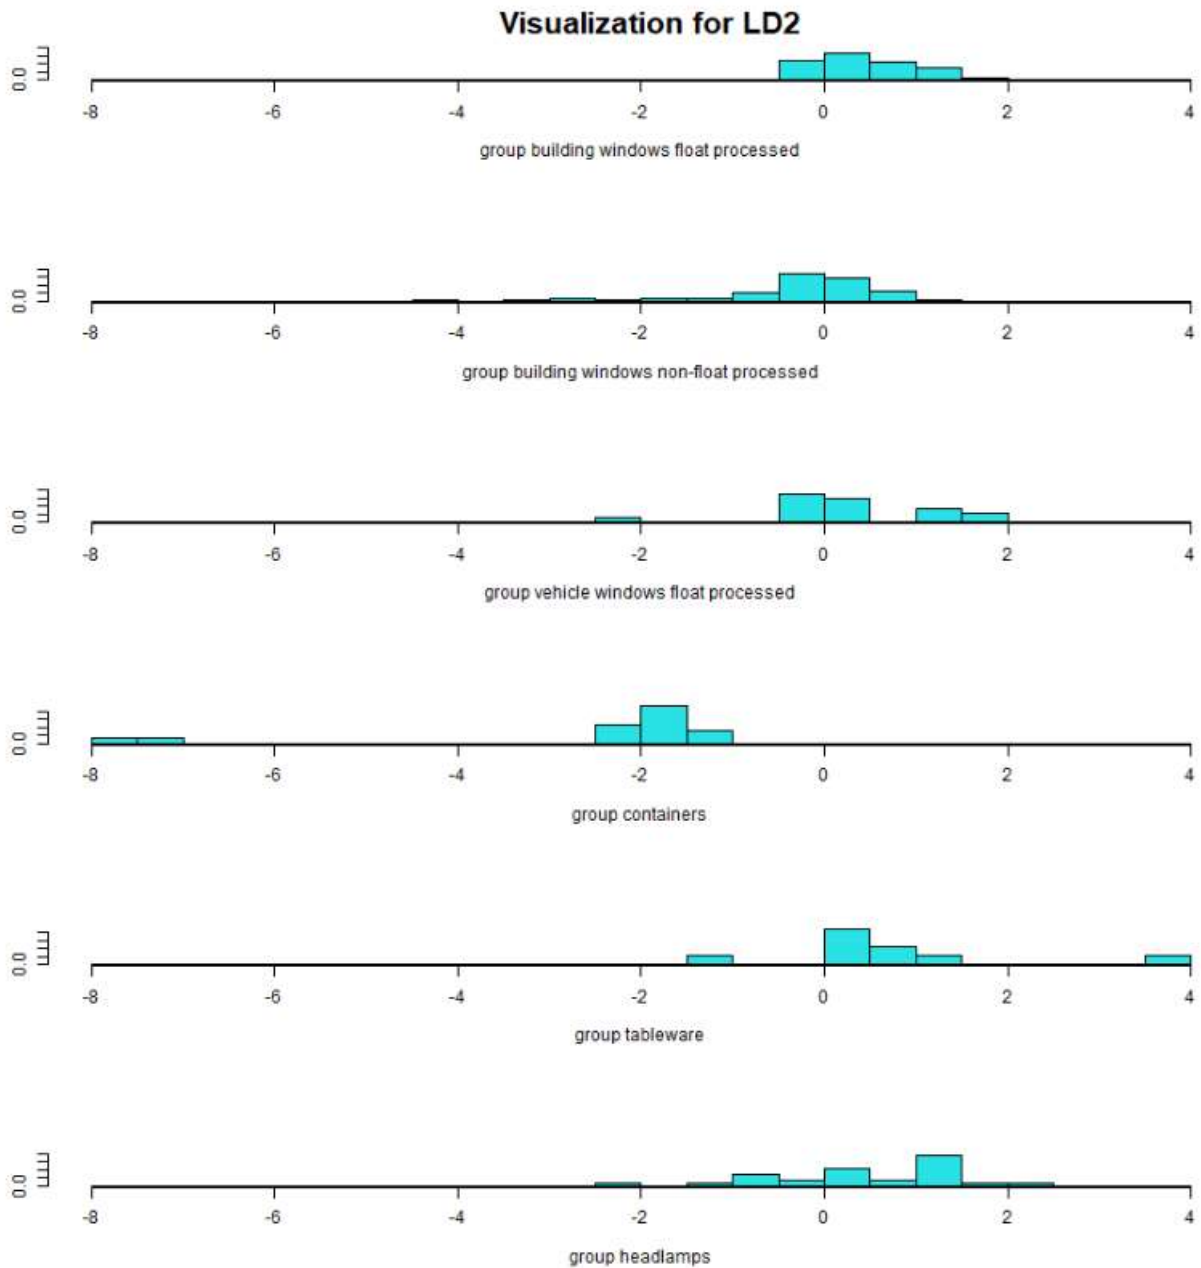 Visualization for LD2
0.0
-8 -6 -4 -2 0 2 4
group building windows float processed
0.0
-8 -6 -4 -2 0 2 4
group building windows non-float processed
0.0
-8 -6 -4 -2 0 2 4
group vehicle windows float processed
0.0
-8 -6 -4 -2 0 2 4
group containers
0.0
-8 -6 -4 -2 0 2 4
group tableware
0.0
-8 -6 -4 -2 0 2 4
group headlamps